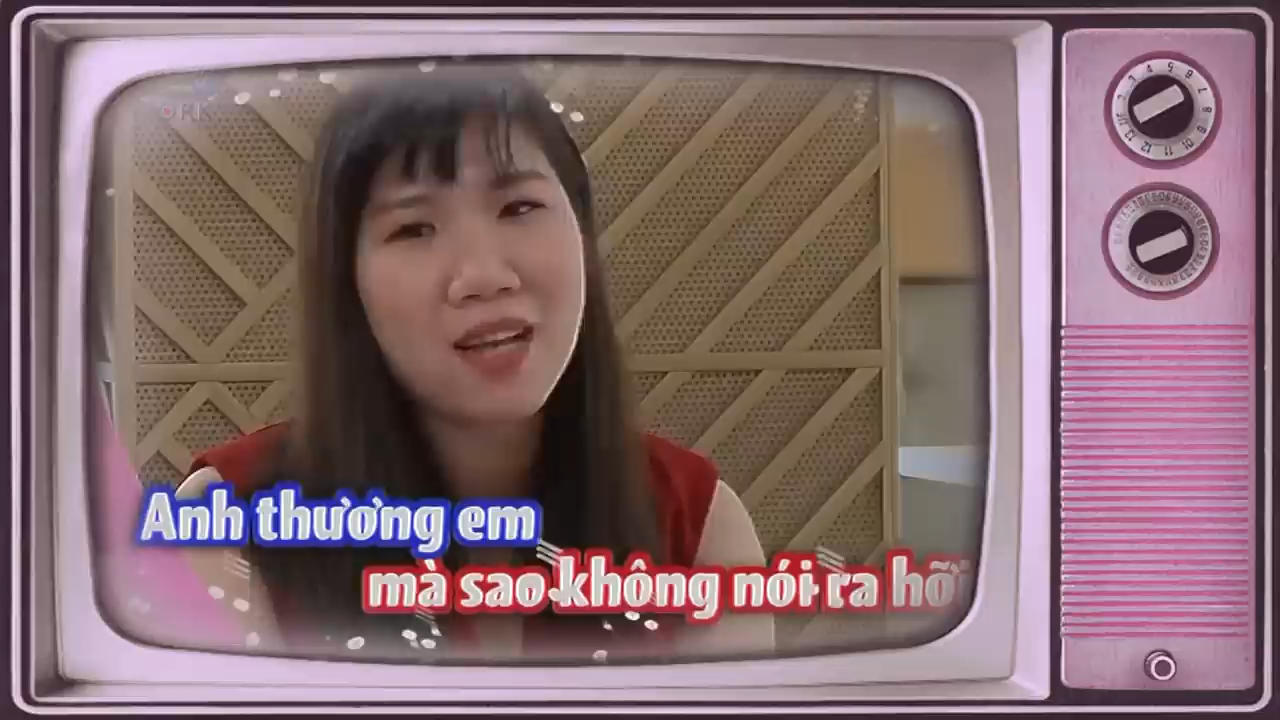 Anh thương em
mà sao không nói ra hỡi